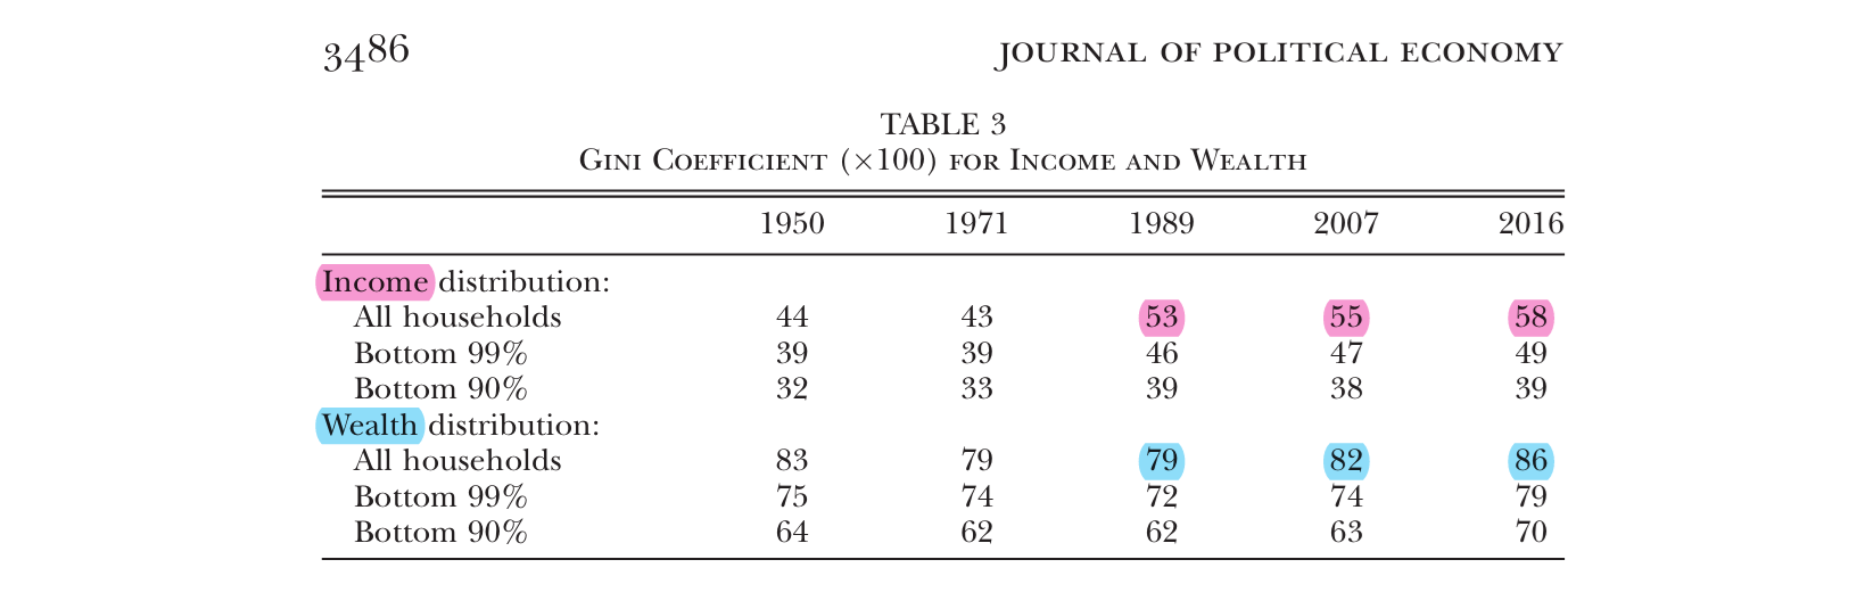 3486 JOURNAL OF POLITICAL ECONOMY
TABLE 3
Gini Coefficient (×100) for Income and Wealth
1950 1971 1989 2007 2016
Income distribution:
All households 44 43 53 55 58
Bottom 99% 39 39 46 47 49
Bottom 90% 32 33 39 38 39
Wealth distribution:
All households 83 79 79 82 86
Bottom 99% 75 74 72 74 79
Bottom 90% 64 62 62 63 70